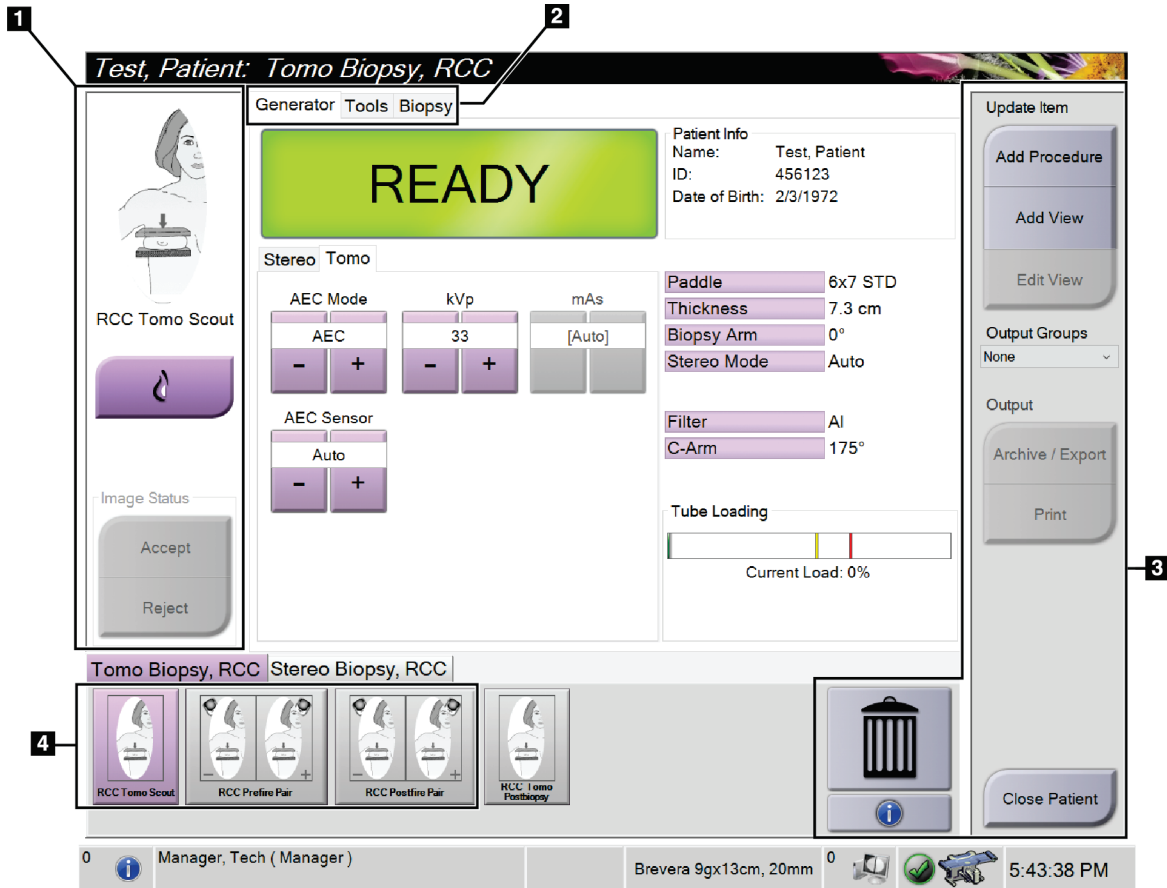 1
2
Test, Patient: Tomo Biopsy, RCC
Generator Tools Biopsy
READY
Patient Info
Name: Test, Patient
ID: 456123
Date of Birth: 2/3/1972
RCC Tomo Scout
Image Status
Accept
Reject
Stereo Tomo
AEC Mode kVp mAs
AEC 33 [Auto]
- + - +
AEC Sensor
Auto
- +
Paddle 6x7 STD
Thickness 7.3 cm
Biopsy Arm 0°
Stereo Mode Auto
Filter Al
C-Arm 175°
Tube Loading
Current Load: 0%
Update Item
Add Procedure
Add View
Edit View
Output Groups
None
Output
Archive / Export
Print
3
Tomo Biopsy, RCC Stereo Biopsy, RCC
4
- + - +
RCC Tomo Scout RCC Prefire Pair RCC Postfire Pair RCC Tomo
Postbiopsy
i
Close Patient
0 i Manager, Tech ( Manager ) Brevera 9gx13cm, 20mm 0 5:43:38 PM